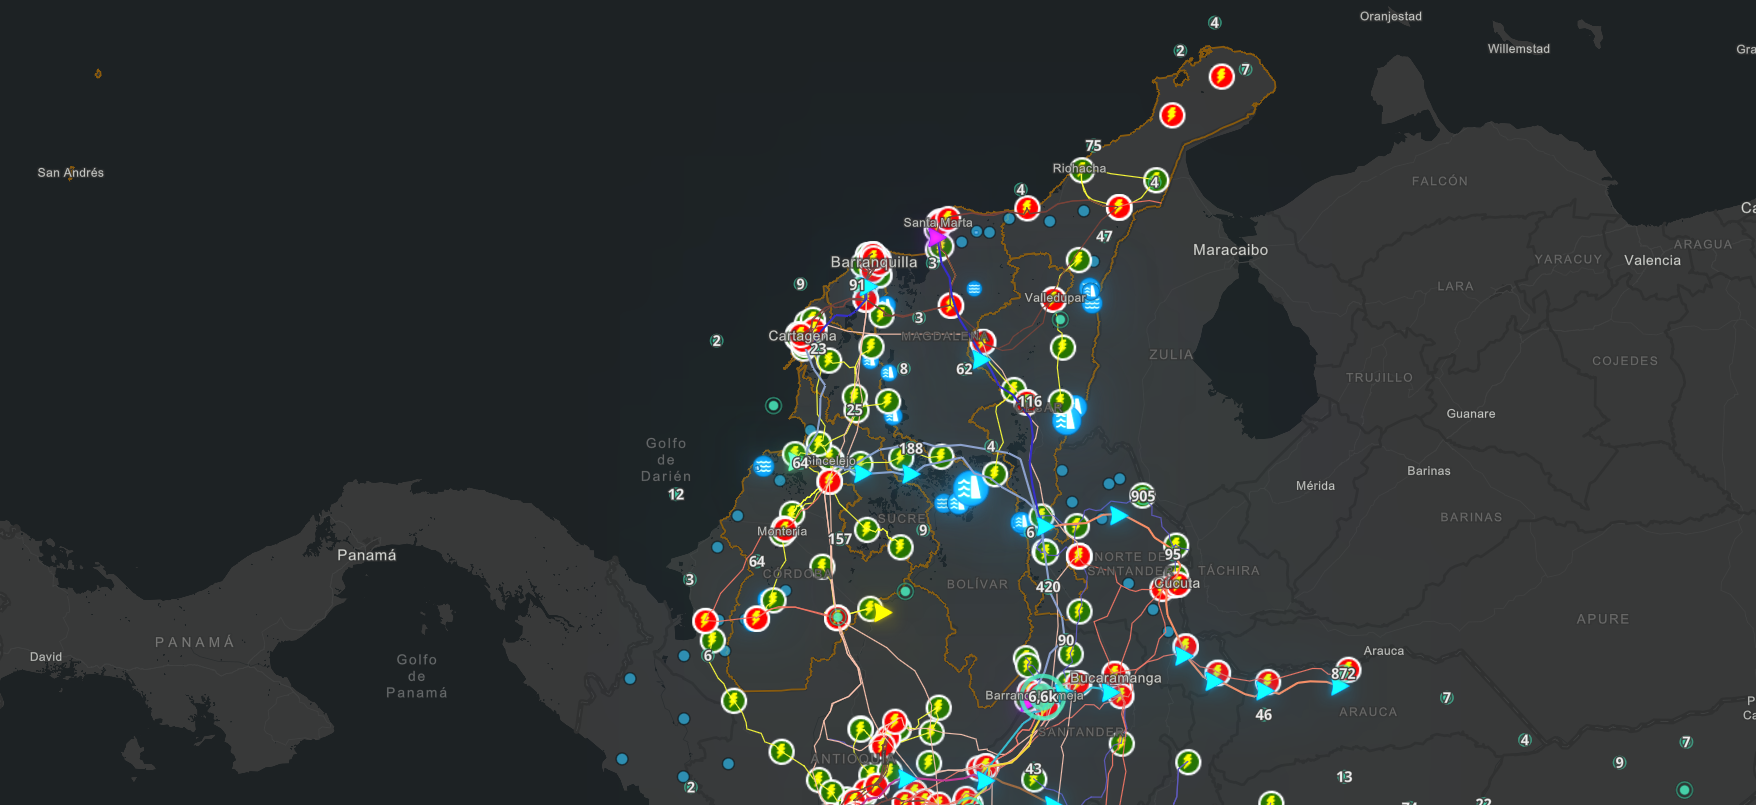 Oranjestad
4
Willemstad
Gra
2
7
75
San Andrés
Riohacha
FALCÓN
4
4
Ca
Santa Marta
47
ARAGUA
Maracaibo
YARACUY
Valencia
Barranquilla
3
91
9
LARA
Valledupar
3
Cartagena
MAGDALENA
2
23
ZULIA
COJEDES
8
62
TRUJILLO
116
25
Guanare
Golfo
de
Darién
188
4
64
Sincelejo
Barinas
Mérida
12
905
SUCRE
BARINAS
Montería
9
6
157
Panamá
95
NORTE DE
SANTANDER
64
TÁCHIRA
CÓRDOBA
3
BOLÍVAR
Cúcuta
420
APURE
PANAMÁ
90
David
6
Arauca
Golfo
de
Panamá
872
Bucaramanga
6,6k
7
46
ARAUCA
P
Ca
SANTANDER
4
7
ANTIOQUIA
9
43
13
2
22